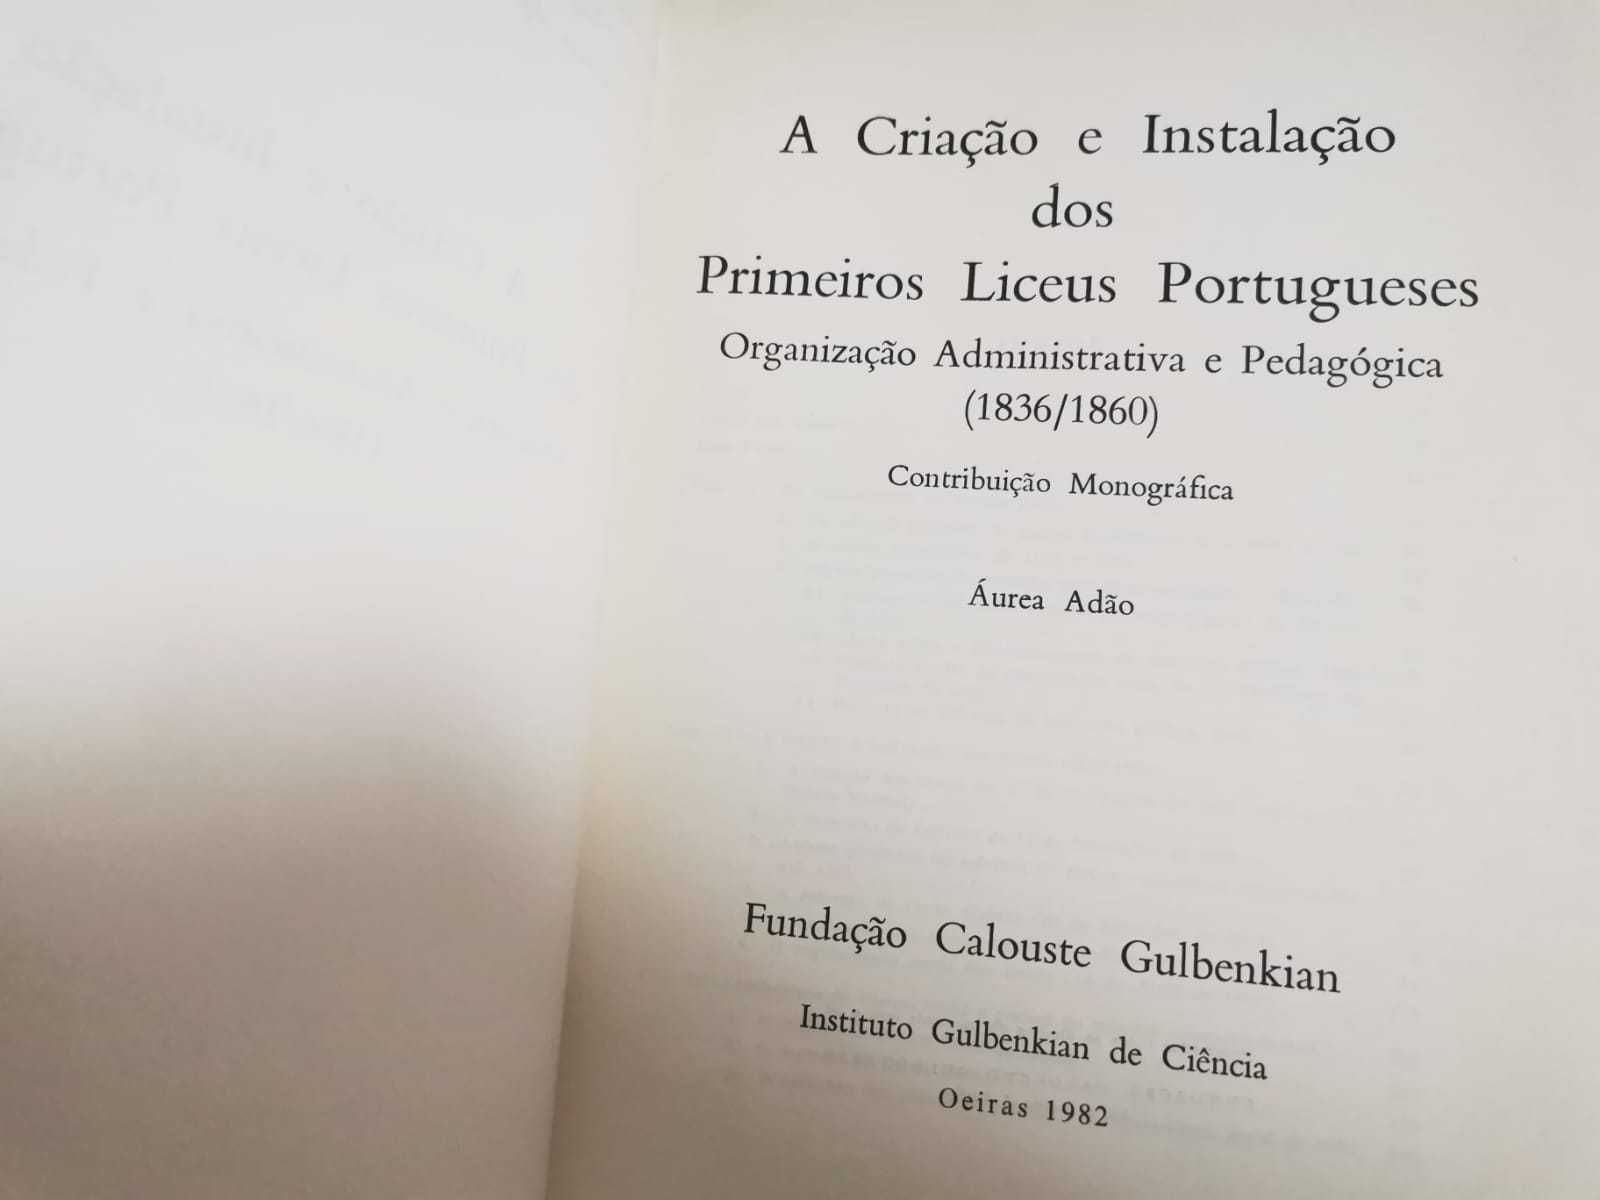 A Criação e Instalação
dos
Primeiros Liceus Portugueses
Organização Administrativa e Pedagógica
(1836/1860)
Contribuição Monográfica
Áurea Adão
Fundação Calouste Gulbenkian
Instituto Gulbenkian de Ciência
Oeiras 1982